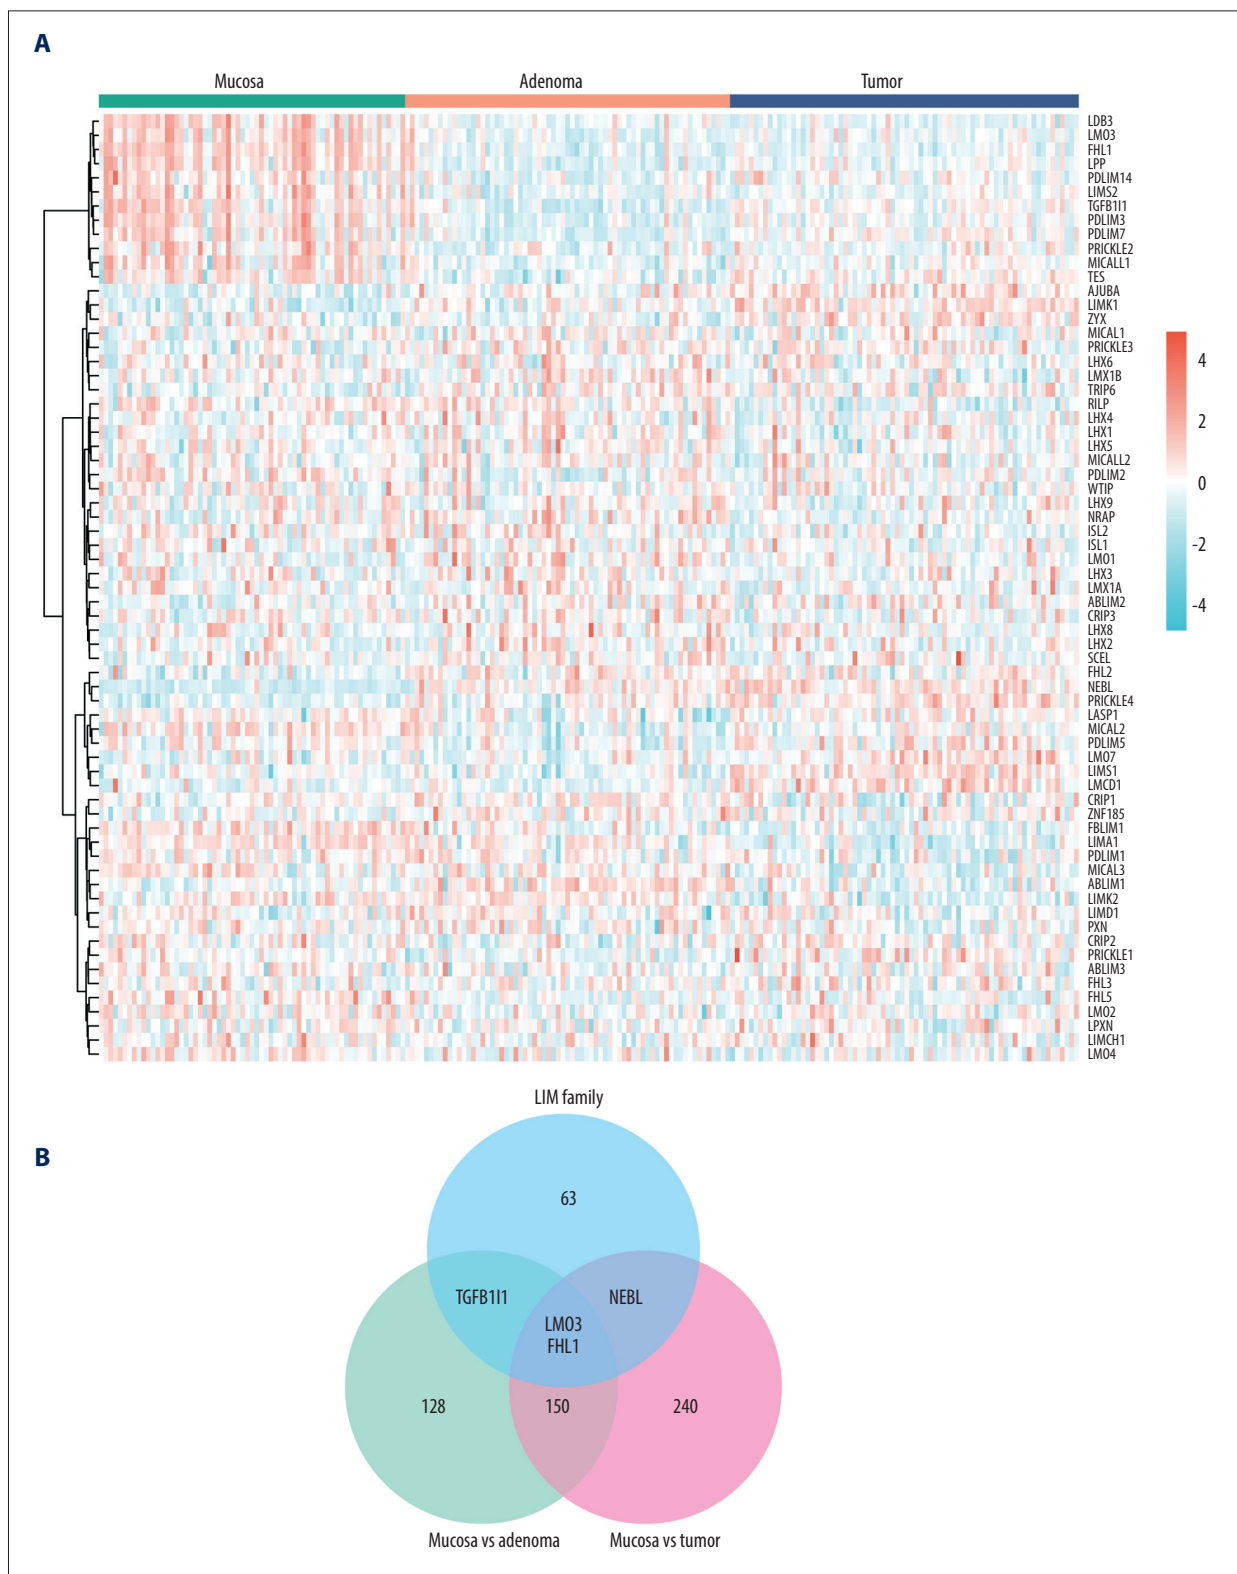 A
Mucosa Adenoma Tumor
LDB3
LMO3
FHL1
LPP
PDLIM14
LIMS2
TGFB1I1
PDLIM3
PDLIM7
PRICKLE2
MICALL1
TES
AJUBA
LIMK1
ZYX
MICAL1
PRICKLE3
LHX6
LMX1B
TRIP6
RILP
LHX4
LHX1
LHX5
MICALL2
PDLIM2
WTIP
LHX9
NRAP
ISL2
ISL1
LMO1
LHX3
LMX1A
ABLIM2
CRIP3
LHX8
LHX2
SCEL
FHL2
NEBL
PRICKLE4
LASP1
MICAL2
PDLIM5
LMO7
LIMS1
LMCD1
CRIP1
ZNF185
FBLIM1
LIMA1
PDLIM1
MICAL3
ABLIM1
LIMK2
LIMD1
PXN
CRIP2
PRICKLE1
ABLIM3
FHL3
FHL5
LMO2
LPXN
LIMCH1
LMO4
4
2
0
-2
-4
B
LIM family
63
TGFB1I1
NEBL
LMO3
FHL1
128
150
240
Mucosa vs adenoma
Mucosa vs tumor